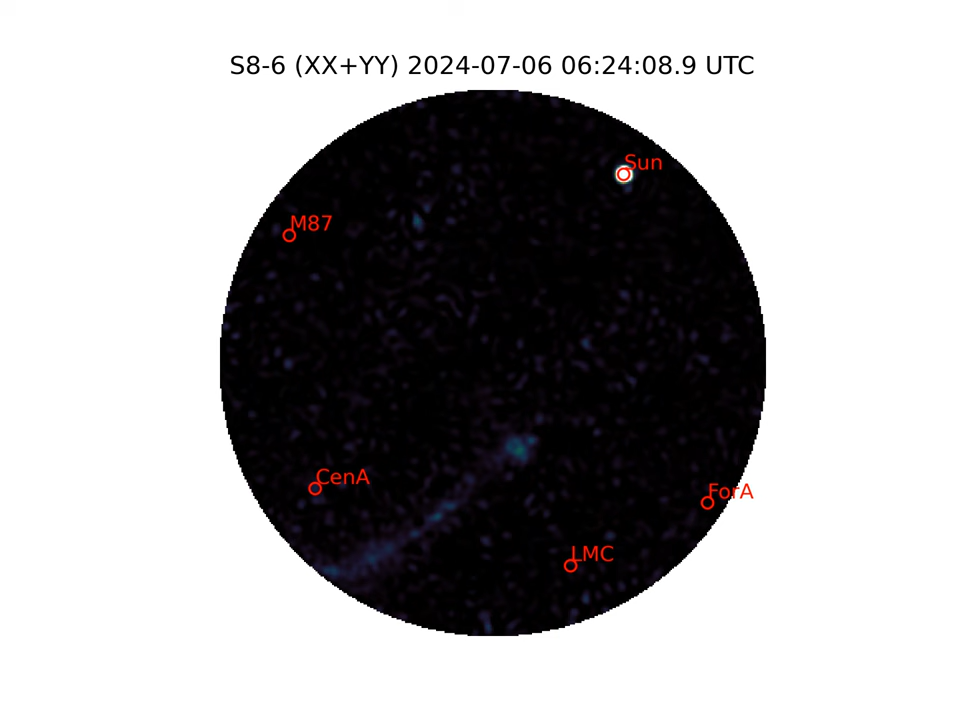 S8-6 (XX+YY) 2024-07-06 06:24:08.9 UTC
Sun
M87
CenA
ForA
LMC